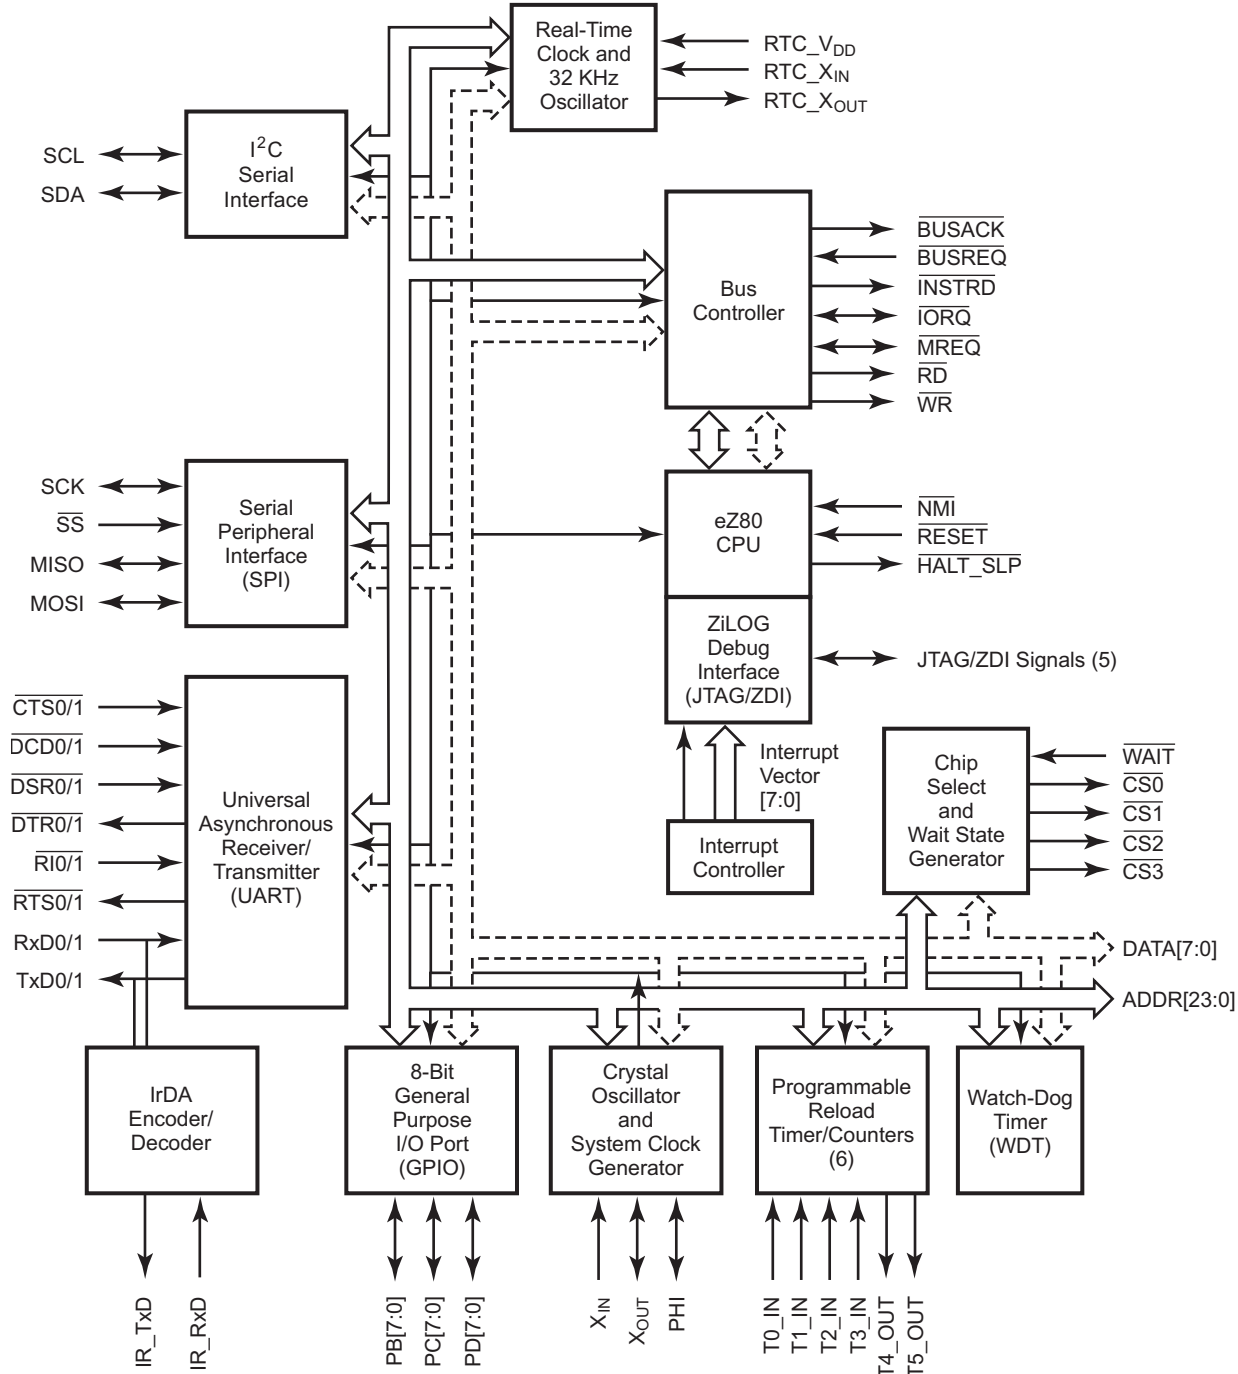 Real-Time
Clock and
32 KHz
Oscillator
RTC_VDD
RTC_XIN
RTC_XOUT
I2C
Serial
Interface
SCL
SDA
Bus
Controller
BUSACK
BUSREQ
INSTRD
IORQ
MREQ
RD
WR
SCK
SS
MISO
MOSI
Serial
Peripheral
Interface
(SPI)
eZ80
CPU
NMI
RESET
HALT_SLP
ZiLOG
Debug
Interface
(JTAG/ZDI)
JTAG/ZDI Signals (5)
CTS0/1
DCD0/1
DSR0/1
DTR0/1
RI0/1
RTS0/1
RxD0/1
TxD0/1
Universal
Asynchronous
Receiver/
Transmitter
(UART)
Interrupt
Vector
[7:0]
Interrupt
Controller
Chip
Select
and
Wait State
Generator
WAIT
CS0
CS1
CS2
CS3
DATA[7:0]
ADDR[23:0]
IrDA
Encoder/
Decoder
8-Bit
General
Purpose
I/O Port
(GPIO)
Crystal
Oscillator
and
System Clock
Generator
Programmable
Reload
Timer/Counters
(6)
Watch-Dog
Timer
(WDT)
IR_TxD
IR_RxD
PB[7:0]
PC[7:0]
PD[7:0]
XIN
XOUT
PHI
T0_IN
T1_IN
T2_IN
T3_IN
T4_OUT
T5_OUT